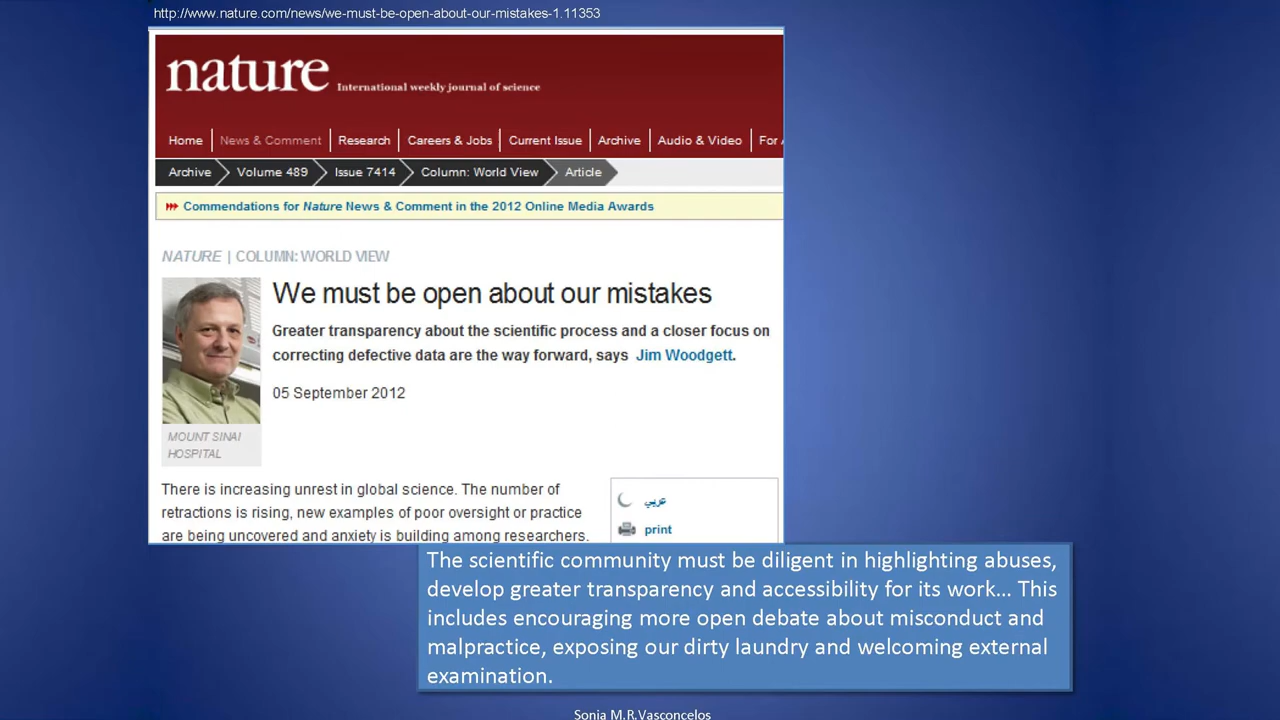 http://www.nature.com/news/we-must-be-open-about-our-mistakes-1.11353
nature International weekly journal of science
Home News & Comment Research Careers & Jobs Current Issue Archive Audio & Video For
Archive Volume 489 Issue 7414 Column: World View Article
Commendations for Nature News & Comment in the 2012 Online Media Awards
NATURE | COLUMN: WORLD VIEW
We must be open about our mistakes
Greater transparency about the scientific process and a closer focus on
correcting defective data are the way forward, says Jim Woodgett.
05 September 2012
MOUNT SINAI
HOSPITAL
There is increasing unrest in global science. The number of
retractions is rising, new examples of poor oversight or practice
are being uncovered and anxiety is building among researchers.
عربي
print
The scientific community must be diligent in highlighting abuses,
develop greater transparency and accessibility for its work… This
includes encouraging more open debate about misconduct and
malpractice, exposing our dirty laundry and welcoming external
examination.
Sonia M.R.Vasconcelos